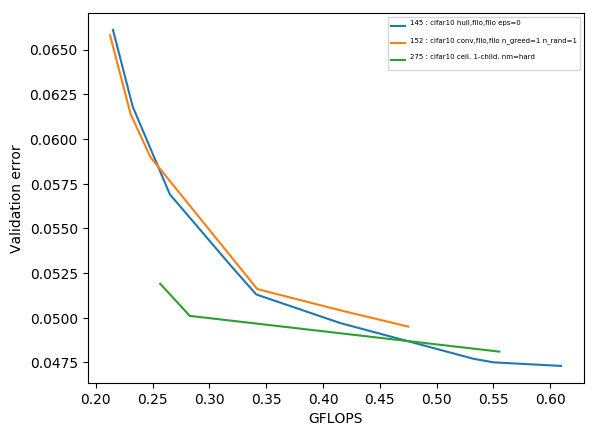 145 : cifar10 hull,filo,filo eps=0
152 : cifar10 conv,filo,filo n_greed=1 n_rand=1
275 : cifar10 cell. 1-child. nm=hard
0.0650
0.0625
0.0600
0.0575
0.0550
0.0525
0.0500
0.0475
Validation error
0.20 0.25 0.30 0.35 0.40 0.45 0.50 0.55 0.60
GFLOPS